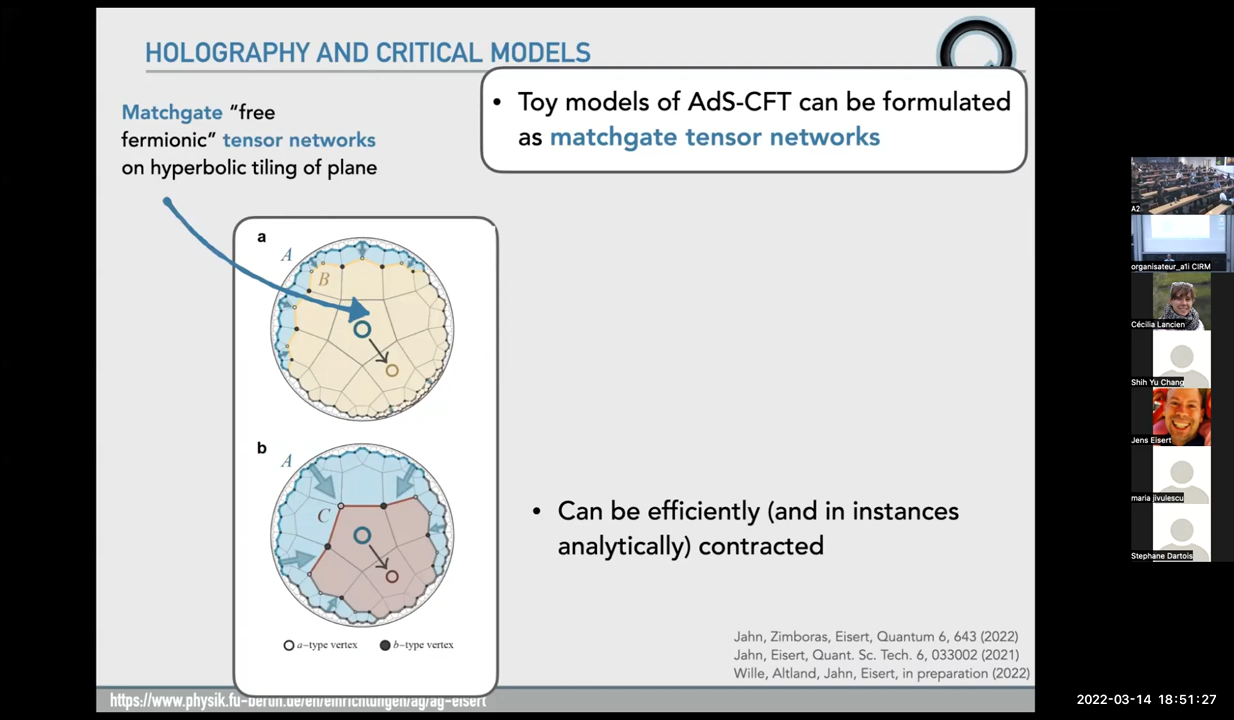 HOLOGRAPHY AND CRITICAL MODELS
Matchgate “free
fermionic” tensor networks
on hyperbolic tiling of plane
• Toy models of AdS-CFT can be formulated
as matchgate tensor networks
a
A
B
b
A
C
a-type vertex
b-type vertex
• Can be efficiently (and in instances
analytically) contracted
Jahn, Zimboras, Eisert, Quantum 6, 643 (2022)
Jahn, Eisert, Quant. Sc. Tech. 6, 033002 (2021)
Wille, Altland, Jahn, Eisert, in preparation (2022)
https://www.physik.fu-berlin.de/en/einrichtungen/ag/ag-eisert
A2
organisateur_a1i CIRM
Cécilia Lancien
Shih Yu Chang
Jens Eisert
maria jivulescu
Stephane Dartois
2022-03-14 18:51:27